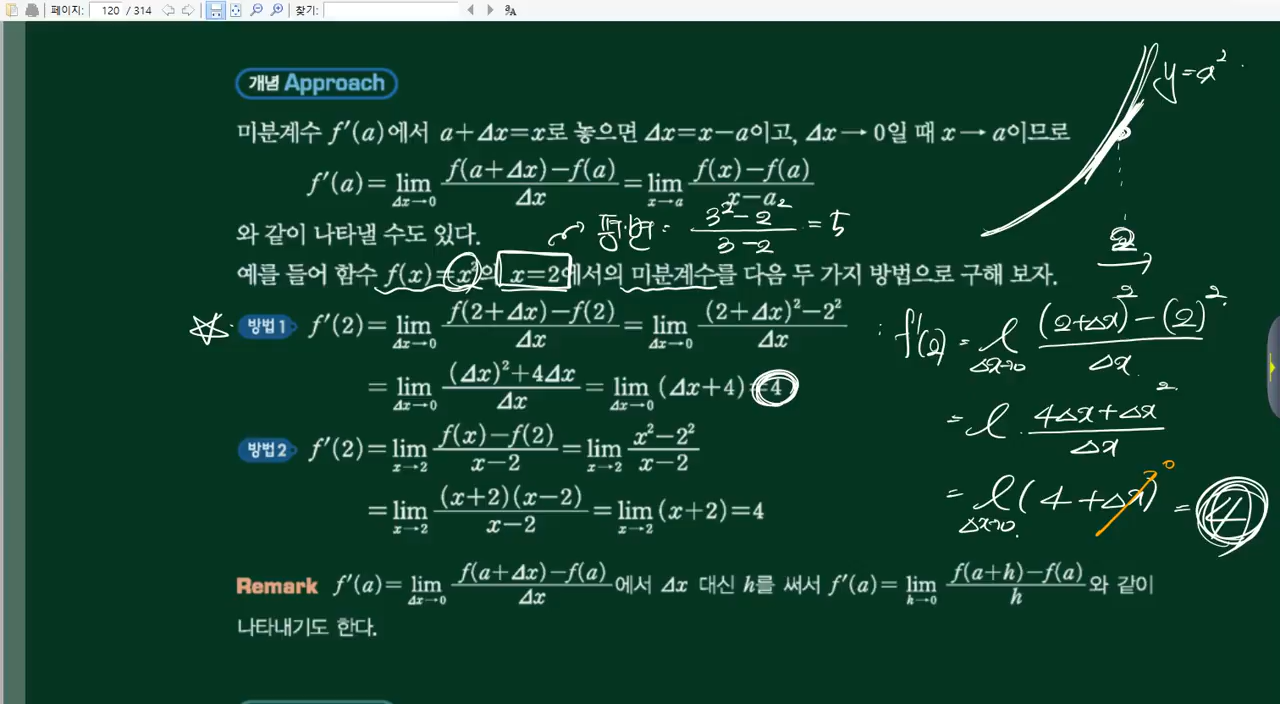 페이지: 120 / 314 찾기:
개념 Approach
미분계수 f′(a)에서 a+Δx=x로 놓으면 Δx=x−a이고, Δx→0일 때 x→a이므로
f′(a)=lim_{Δx→0} (f(a+Δx)−f(a))/Δx = lim_{x→a} (f(x)−f(a))/(x−a)
와 같이 나타낼 수도 있다.
평.변 = (3²−2²)/(3−2) = 5
예를 들어 함수 f(x)=x²의 x=2에서의 미분계수를 다음 두 가지 방법으로 구해 보자.
방법1 f′(2)=lim_{Δx→0} (f(2+Δx)−f(2))/Δx = lim_{Δx→0} ((2+Δx)²−2²)/Δx
=lim_{Δx→0} ((Δx)²+4Δx)/Δx = lim_{Δx→0} (Δx+4)=4
방법2 f′(2)=lim_{x→2} (f(x)−f(2))/(x−2) = lim_{x→2} (x²−2²)/(x−2)
=lim_{x→2} ((x+2)(x−2))/(x−2) = lim_{x→2} (x+2)=4
Remark f′(a)=lim_{Δx→0} (f(a+Δx)−f(a))/Δx 에서 Δx 대신 h를 써서 f′(a)=lim_{h→0} (f(a+h)−f(a))/h 와 같이
나타내기도 한다.
y=x²
2
: f′(2) = l_{Δx→0} ((2+Δx)²−(2)²)/Δx
= l (4Δx+Δx²)/Δx
= l_{Δx→0} (4+Δx) = 4
0